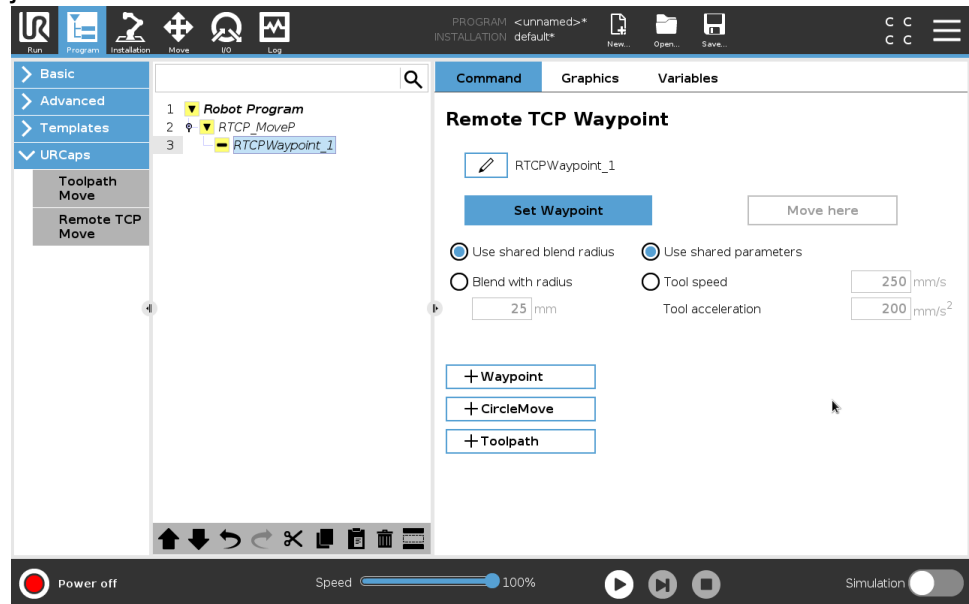 PROGRAM <unnamed>*
INSTALLATION default*
UR
Run
Program
Installation
Move
I/O
Log
New...
Open...
Save...
C C
C C
Basic
Advanced
Templates
URCaps
Toolpath
Move
Remote TCP
Move
1 Robot Program
2 RTCP_MoveP
3 RTCPWaypoint_1
Command Graphics Variables
Remote TCP Waypoint
RTCPWaypoint_1
Set Waypoint Move here
Use shared blend radius Use shared parameters
Blend with radius Tool speed 250 mm/s
25 mm Tool acceleration 200 mm/s²
+Waypoint
+CircleMove
+Toolpath
Power off Speed 100% Simulation